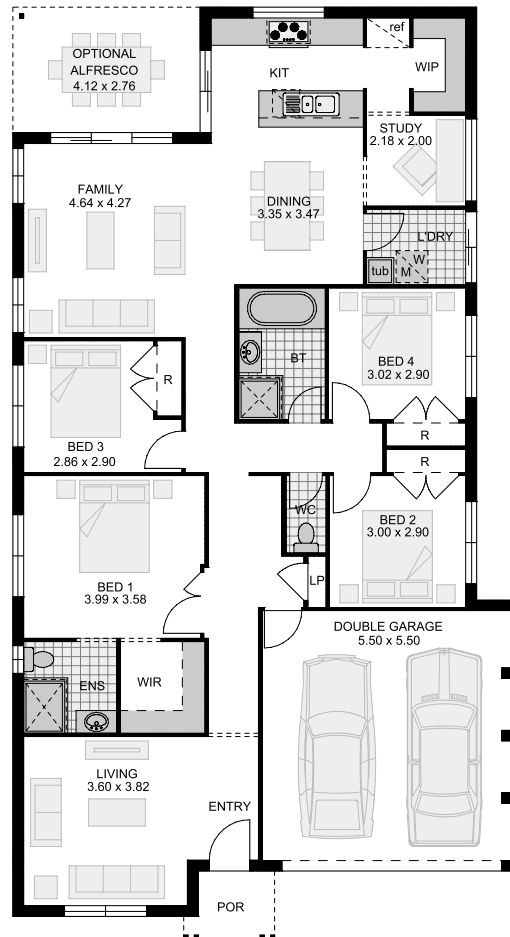 OPTIONAL
ALFRESCO
4.12 x 2.76
ref
KIT
WIP
STUDY
2.18 x 2.00
FAMILY
4.64 x 4.27
DINING
3.35 x 3.47
L'DRY
W
M
tub
BT
BED 4
3.02 x 2.90
R
R
BED 3
2.86 x 2.90
R
WC
BED 2
3.00 x 2.90
BED 1
3.99 x 3.58
LP
DOUBLE GARAGE
5.50 x 5.50
ENS
WIR
LIVING
3.60 x 3.82
ENTRY
POR